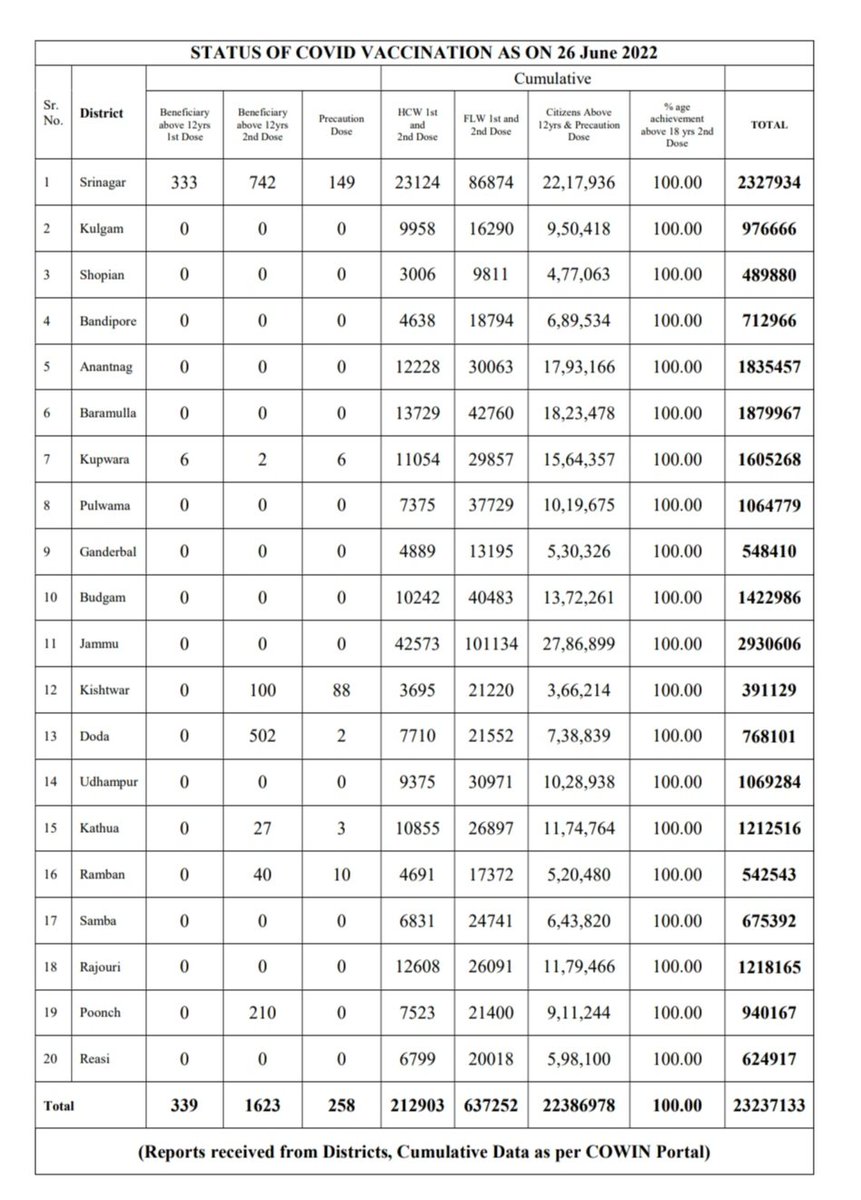 STATUS OF COVID VACCINATION AS ON 26 June 2022
Cumulative
Sr. No. District Beneficiary above 12yrs 1st Dose Beneficiary above 12yrs 2nd Dose Precaution Dose HCW 1st and 2nd Dose FLW 1st and 2nd Dose Citizens Above 12yrs & Precaution Dose % age achievement above 18 yrs 2nd Dose TOTAL
1 Srinagar 333 742 149 23124 86874 22,17,936 100.00 2327934
2 Kulgam 0 0 0 9958 16290 9,50,418 100.00 976666
3 Shopian 0 0 0 3006 9811 4,77,063 100.00 489880
4 Bandipore 0 0 0 4638 18794 6,89,534 100.00 712966
5 Anantnag 0 0 0 12228 30063 17,93,166 100.00 1835457
6 Baramulla 0 0 0 13729 42760 18,23,478 100.00 1879967
7 Kupwara 6 2 6 11054 29857 15,64,357 100.00 1605268
8 Pulwama 0 0 0 7375 37729 10,19,675 100.00 1064779
9 Ganderbal 0 0 0 4889 13195 5,30,326 100.00 548410
10 Budgam 0 0 0 10242 40483 13,72,261 100.00 1422986
11 Jammu 0 0 0 42573 101134 27,86,899 100.00 2930606
12 Kishtwar 0 100 88 3695 21220 3,66,214 100.00 391129
13 Doda 0 502 2 7710 21552 7,38,839 100.00 768101
14 Udhampur 0 0 0 9375 30971 10,28,938 100.00 1069284
15 Kathua 0 27 3 10855 26897 11,74,764 100.00 1212516
16 Ramban 0 40 10 4691 17372 5,20,480 100.00 542543
17 Samba 0 0 0 6831 24741 6,43,820 100.00 675392
18 Rajouri 0 0 0 12608 26091 11,79,466 100.00 1218165
19 Poonch 0 210 0 7523 21400 9,11,244 100.00 940167
20 Reasi 0 0 0 6799 20018 5,98,100 100.00 624917
Total 339 1623 258 212903 637252 22386978 100.00 23237133
(Reports received from Districts, Cumulative Data as per COWIN Portal)